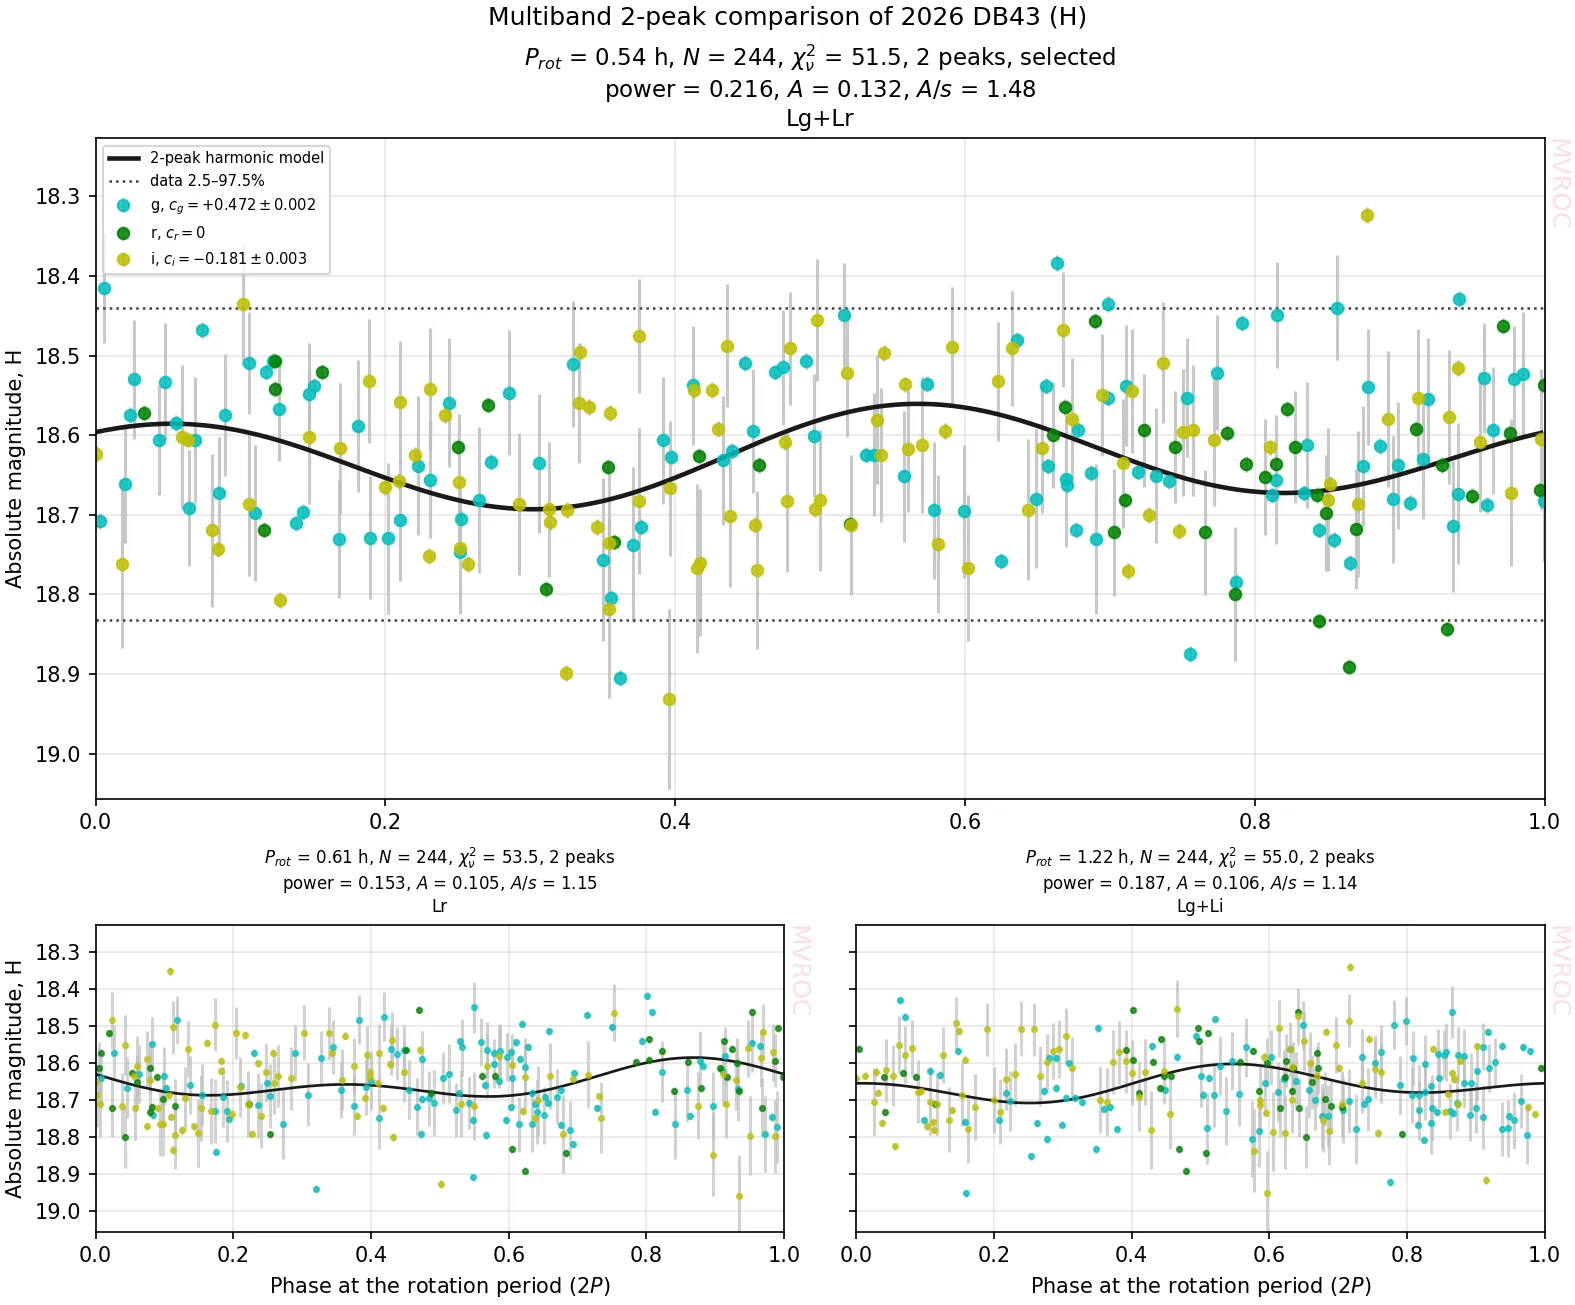 Multiband 2-peak comparison of 2026 DB43 (H)
P_rot = 0.54 h, N = 244, χ²_ν = 51.5, 2 peaks, selected
power = 0.216, A = 0.132, A/s = 1.48
Lg+Lr
2-peak harmonic model
data 2.5–97.5%
g, c_g = +0.472 ± 0.002
r, c_r = 0
i, c_i = −0.181 ± 0.003
MVROC
Absolute magnitude, H
18.3
18.4
18.5
18.6
18.7
18.8
18.9
19.0
0.0 0.2 0.4 0.6 0.8 1.0
P_rot = 0.61 h, N = 244, χ²_ν = 53.5, 2 peaks
power = 0.153, A = 0.105, A/s = 1.15
Lr
MVROC
Absolute magnitude, H
18.3
18.4
18.5
18.6
18.7
18.8
18.9
19.0
0.0 0.2 0.4 0.6 0.8 1.0
Phase at the rotation period (2P)
P_rot = 1.22 h, N = 244, χ²_ν = 55.0, 2 peaks
power = 0.187, A = 0.106, A/s = 1.14
Lg+Li
MVROC
0.0 0.2 0.4 0.6 0.8 1.0
Phase at the rotation period (2P)